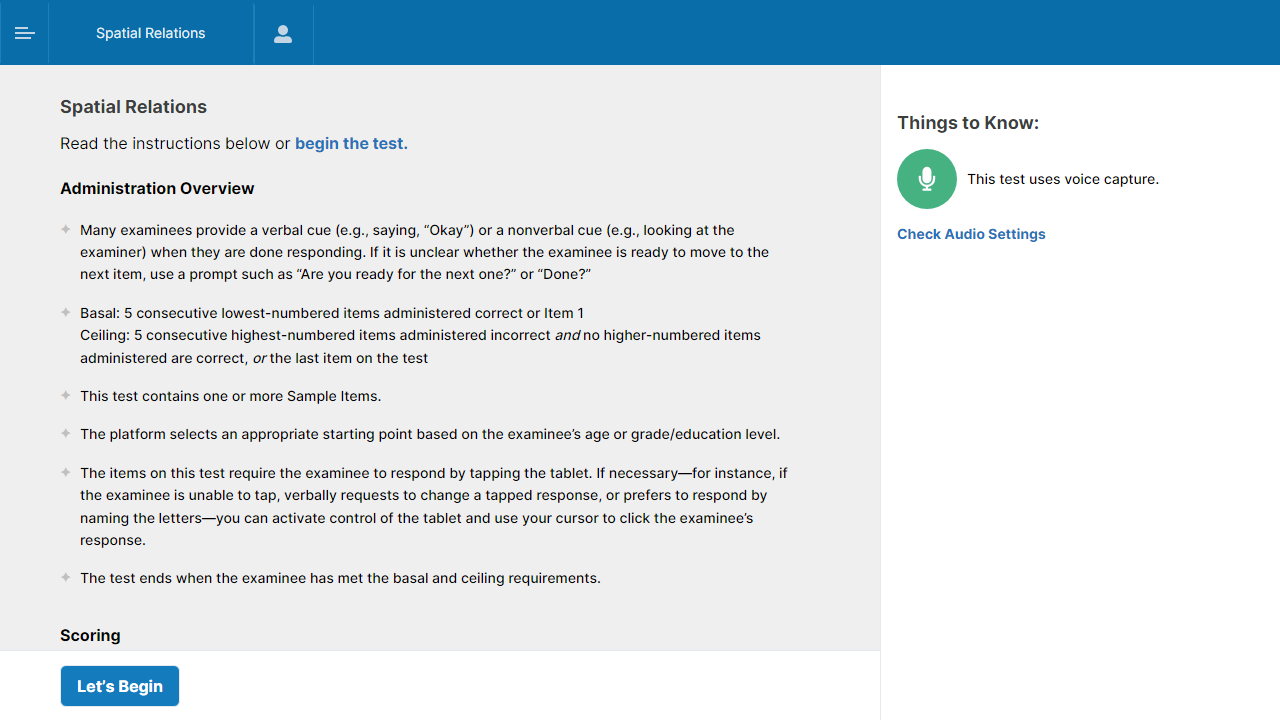 Spatial Relations
Spatial Relations
Read the instructions below or begin the test.
Administration Overview
Many examinees provide a verbal cue (e.g., saying, “Okay”) or a nonverbal cue (e.g., looking at the
examiner) when they are done responding. If it is unclear whether the examinee is ready to move to the
next item, use a prompt such as “Are you ready for the next one?” or “Done?”
Basal: 5 consecutive lowest-numbered items administered correct or Item 1
Ceiling: 5 consecutive highest-numbered items administered incorrect and no higher-numbered items
administered are correct, or the last item on the test
This test contains one or more Sample Items.
The platform selects an appropriate starting point based on the examinee’s age or grade/education level.
The items on this test require the examinee to respond by tapping the tablet. If necessary—for instance, if
the examinee is unable to tap, verbally requests to change a tapped response, or prefers to respond by
naming the letters—you can activate control of the tablet and use your cursor to click the examinee’s
response.
The test ends when the examinee has met the basal and ceiling requirements.
Scoring
Let’s Begin
Things to Know:
This test uses voice capture.
Check Audio Settings